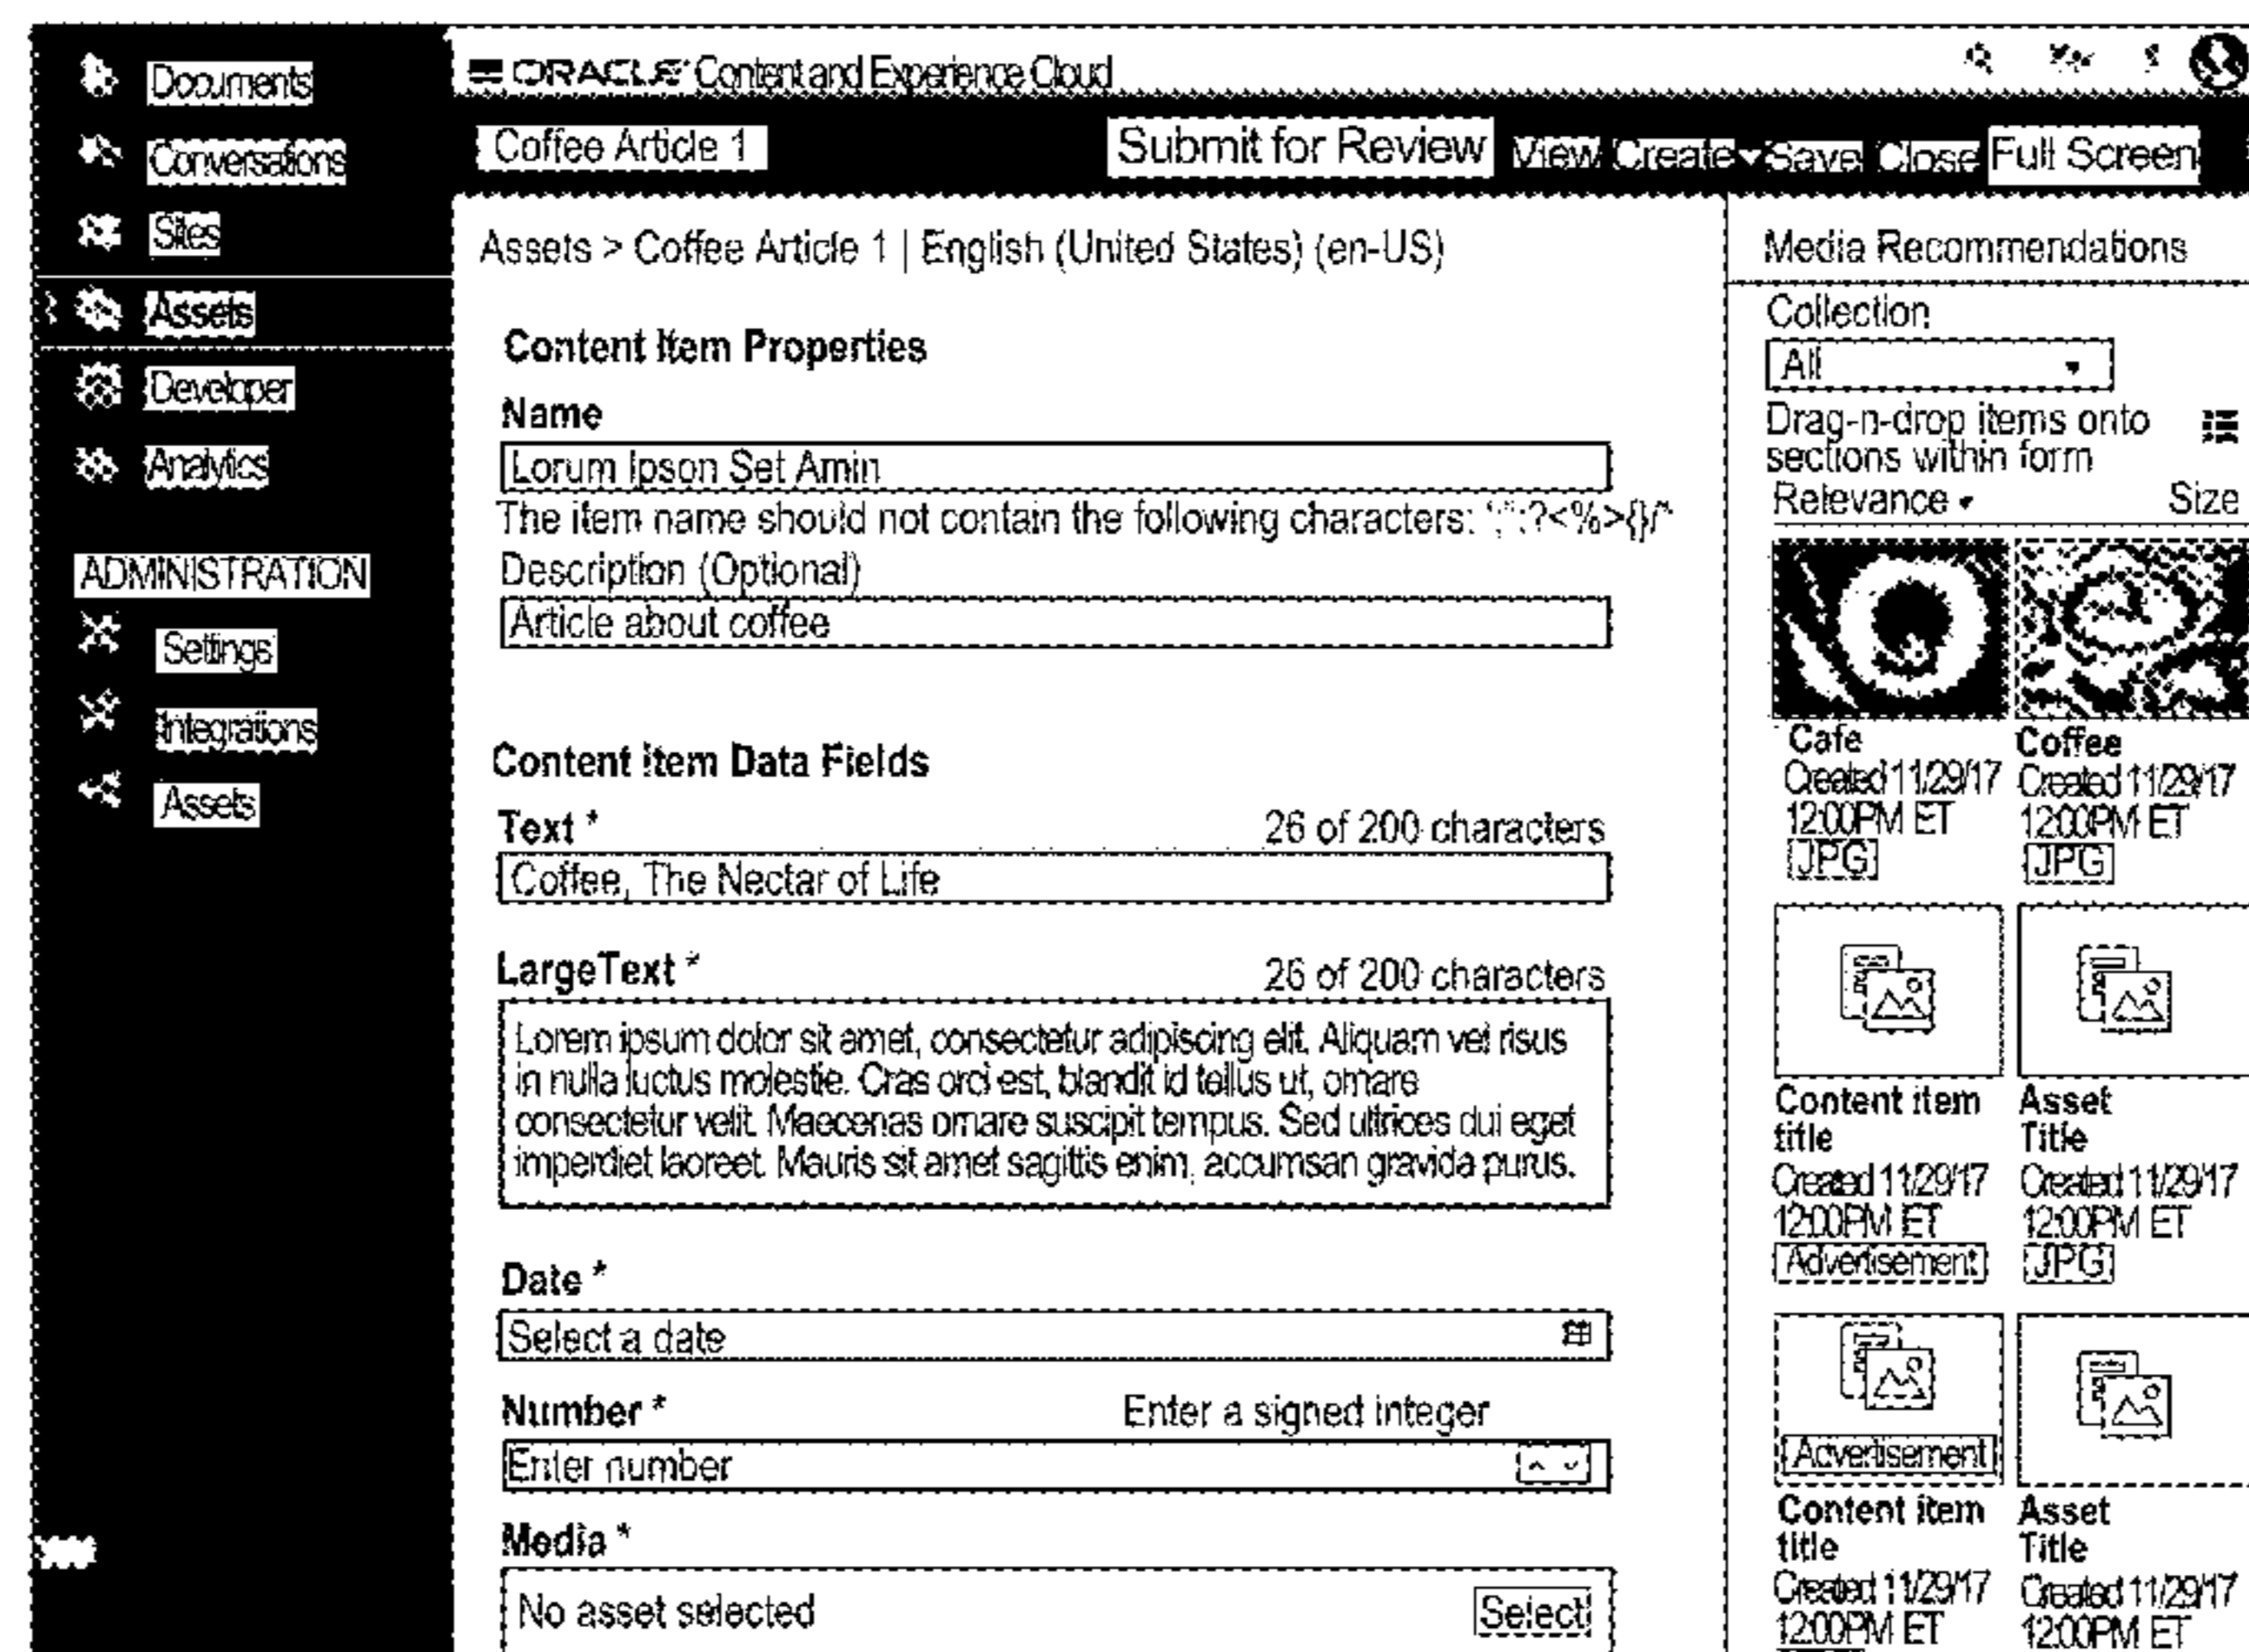 Documents
Conversations
Sites
Assets
Developer
Analytics
ADMINISTRATION
Settings
Integrations
Assets
ORACLE Content and Experience Cloud
Coffee Article 1
Submit for Review View Create Save Close Full Screen
Assets > Coffee Article 1 | English (United States) (en-US)
Content Item Properties
Name
Lorum Ipson Set Amin
The item name should not contain the following characters:
Description (Optional)
Article about coffee
Content Item Data Fields
Text * 26 of 200 characters
Coffee, The Nectar of Life
LargeText * 26 of 200 characters
Lorem ipsum dolor sit amet, consectetur adipiscing elit. Aliquam vel risus
in nulla luctus molestie. Cras orci est, blandit id tellus ut, ornare
consectetur velit. Maecenas ornare suscipit tempus. Sed ultrices dui eget
imperdiet laoreet. Mauris sit amet sagittis enim, accumsan gravida purus.
Date *
Select a date
Number * Enter a signed integer
Enter number
Media *
No asset selected Select
Media Recommendations
Collection
All
Drag-n-drop items onto
sections within form
Relevance Size
Cafe
Created 11/29/17
12:00PM ET
JPG
Coffee
Created 11/29/17
12:00PM ET
JPG
Content item
title
Created 11/29/17
12:00PM ET
Advertisement
Asset
Title
Created 11/29/17
12:00PM ET
JPG
Advertisement
Content item
title
Created 11/29/17
12:00PM ET
Asset
Title
Created 11/29/17
12:00PM ET